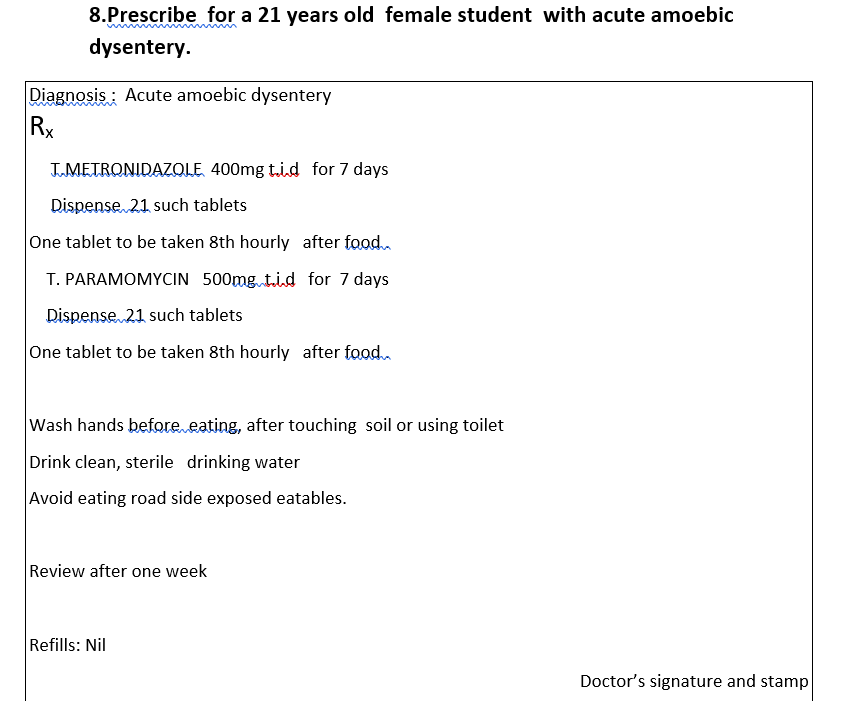 8.Prescribe for a 21 years old female student with acute amoebic
dysentery.
Diagnosis : Acute amoebic dysentery
Rx
T.METRONIDAZOLE 400mg t.i.d for 7 days
Dispense 21 such tablets
One tablet to be taken 8th hourly after food .
T. PARAMOMYCIN 500mg t.i.d for 7 days
Dispense 21 such tablets
One tablet to be taken 8th hourly after food .
Wash hands before eating, after touching soil or using toilet
Drink clean, sterile drinking water
Avoid eating road side exposed eatables.
Review after one week
Refills: Nil
Doctor’s signature and stamp